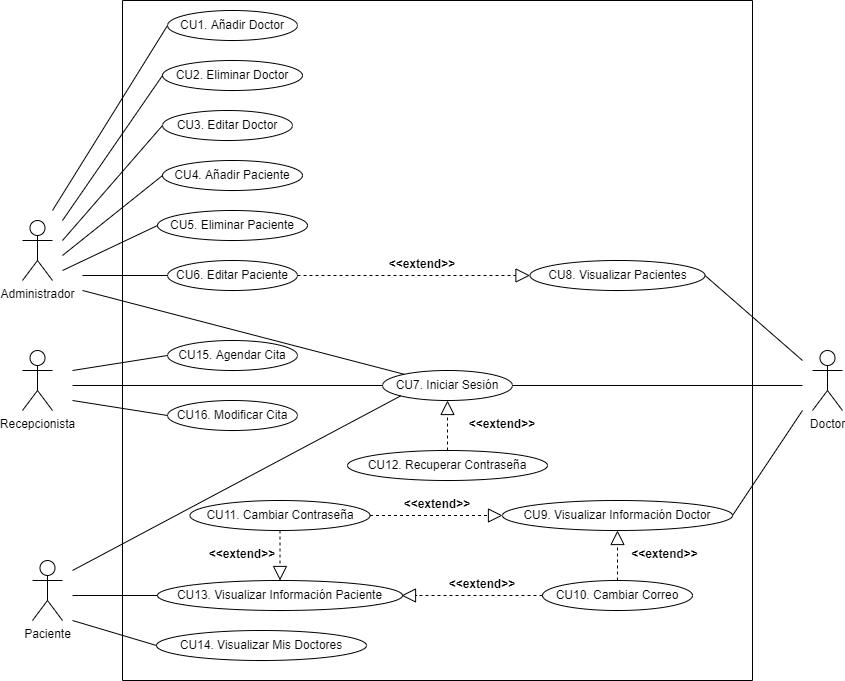 CU1. Añadir Doctor
CU2. Eliminar Doctor
CU3. Editar Doctor
CU4. Añadir Paciente
CU5. Eliminar Paciente
Administrador
CU6. Editar Paciente
<<extend>>
CU8. Visualizar Pacientes
CU15. Agendar Cita
CU7. Iniciar Sesión
Recepcionista
CU16. Modificar Cita
<<extend>>
Doctor
CU12. Recuperar Contraseña
CU11. Cambiar Contraseña
<<extend>>
CU9. Visualizar Información Doctor
<<extend>>
<<extend>>
CU13. Visualizar Información Paciente
<<extend>>
CU10. Cambiar Correo
Paciente
CU14. Visualizar Mis Doctores